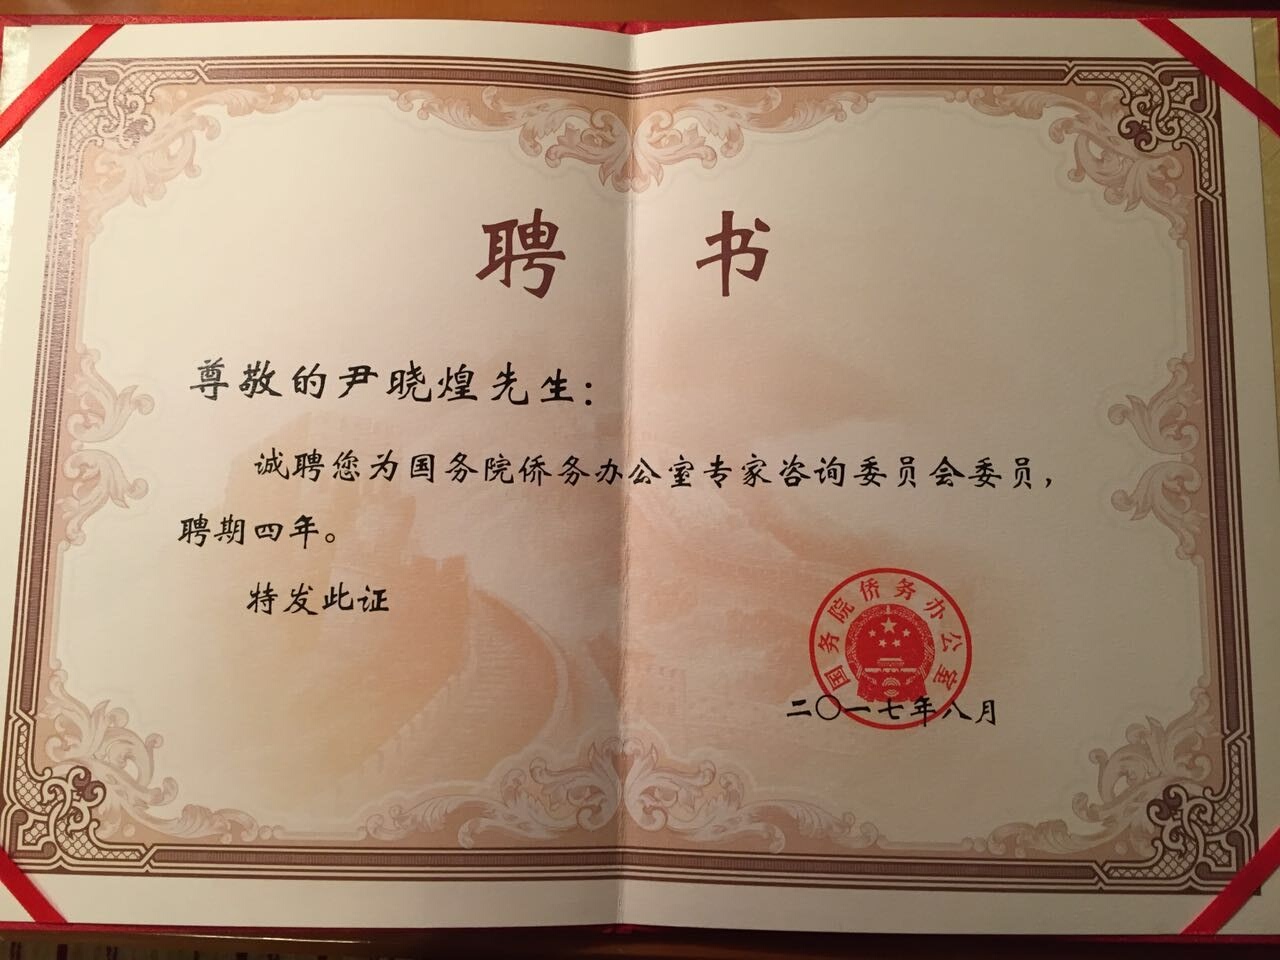 聘 书
尊敬的尹晓煌先生：
诚聘您为国务院侨务办公室专家咨询委员会委员，
聘期四年。
特发此证
国务院侨务办公室
二〇一七年八月